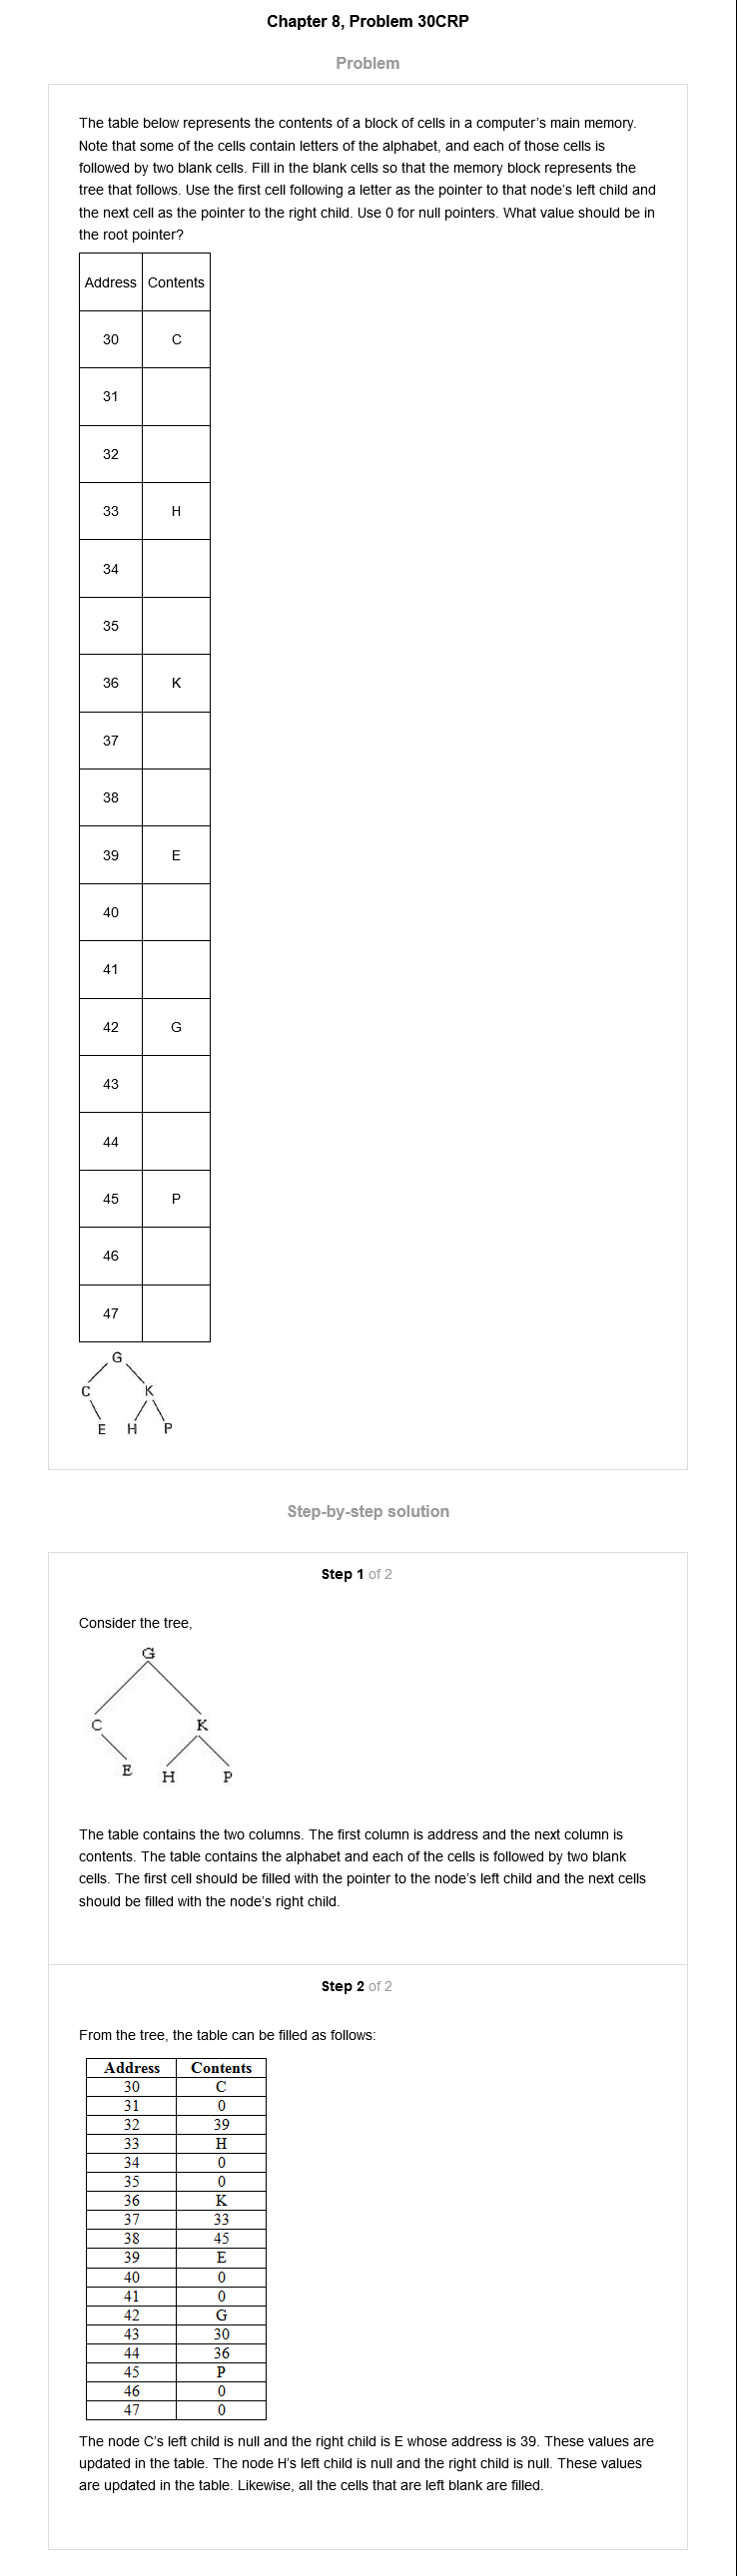 Chapter 8, Problem 30CRP
Problem
The table below represents the contents of a block of cells in a computer's main memory.
Note that some of the cells contain letters of the alphabet, and each of those cells is
followed by two blank cells. Fill in the blank cells so that the memory block represents the
tree that follows. Use the first cell following a letter as the pointer to that node's left child and
the next cell as the pointer to the right child. Use 0 for null pointers. What value should be in
the root pointer?
Address Contents
30 C
31
32
33 H
34
35
36 K
37
38
39 E
40
41
42 G
43
44
45 P
46
47
G
C K
E H P
Step-by-step solution
Step 1 of 2
Consider the tree,
G
C K
E H P
The table contains the two columns. The first column is address and the next column is
contents. The table contains the alphabet and each of the cells is followed by two blank
cells. The first cell should be filled with the pointer to the node's left child and the next cells
should be filled with the node's right child.
Step 2 of 2
From the tree, the table can be filled as follows:
Address Contents
30 C
31 0
32 39
33 H
34 0
35 0
36 K
37 33
38 45
39 E
40 0
41 0
42 G
43 30
44 36
45 P
46 0
47 0
The node C's left child is null and the right child is E whose address is 39. These values are
updated in the table. The node H's left child is null and the right child is null. These values
are updated in the table. Likewise, all the cells that are left blank are filled.